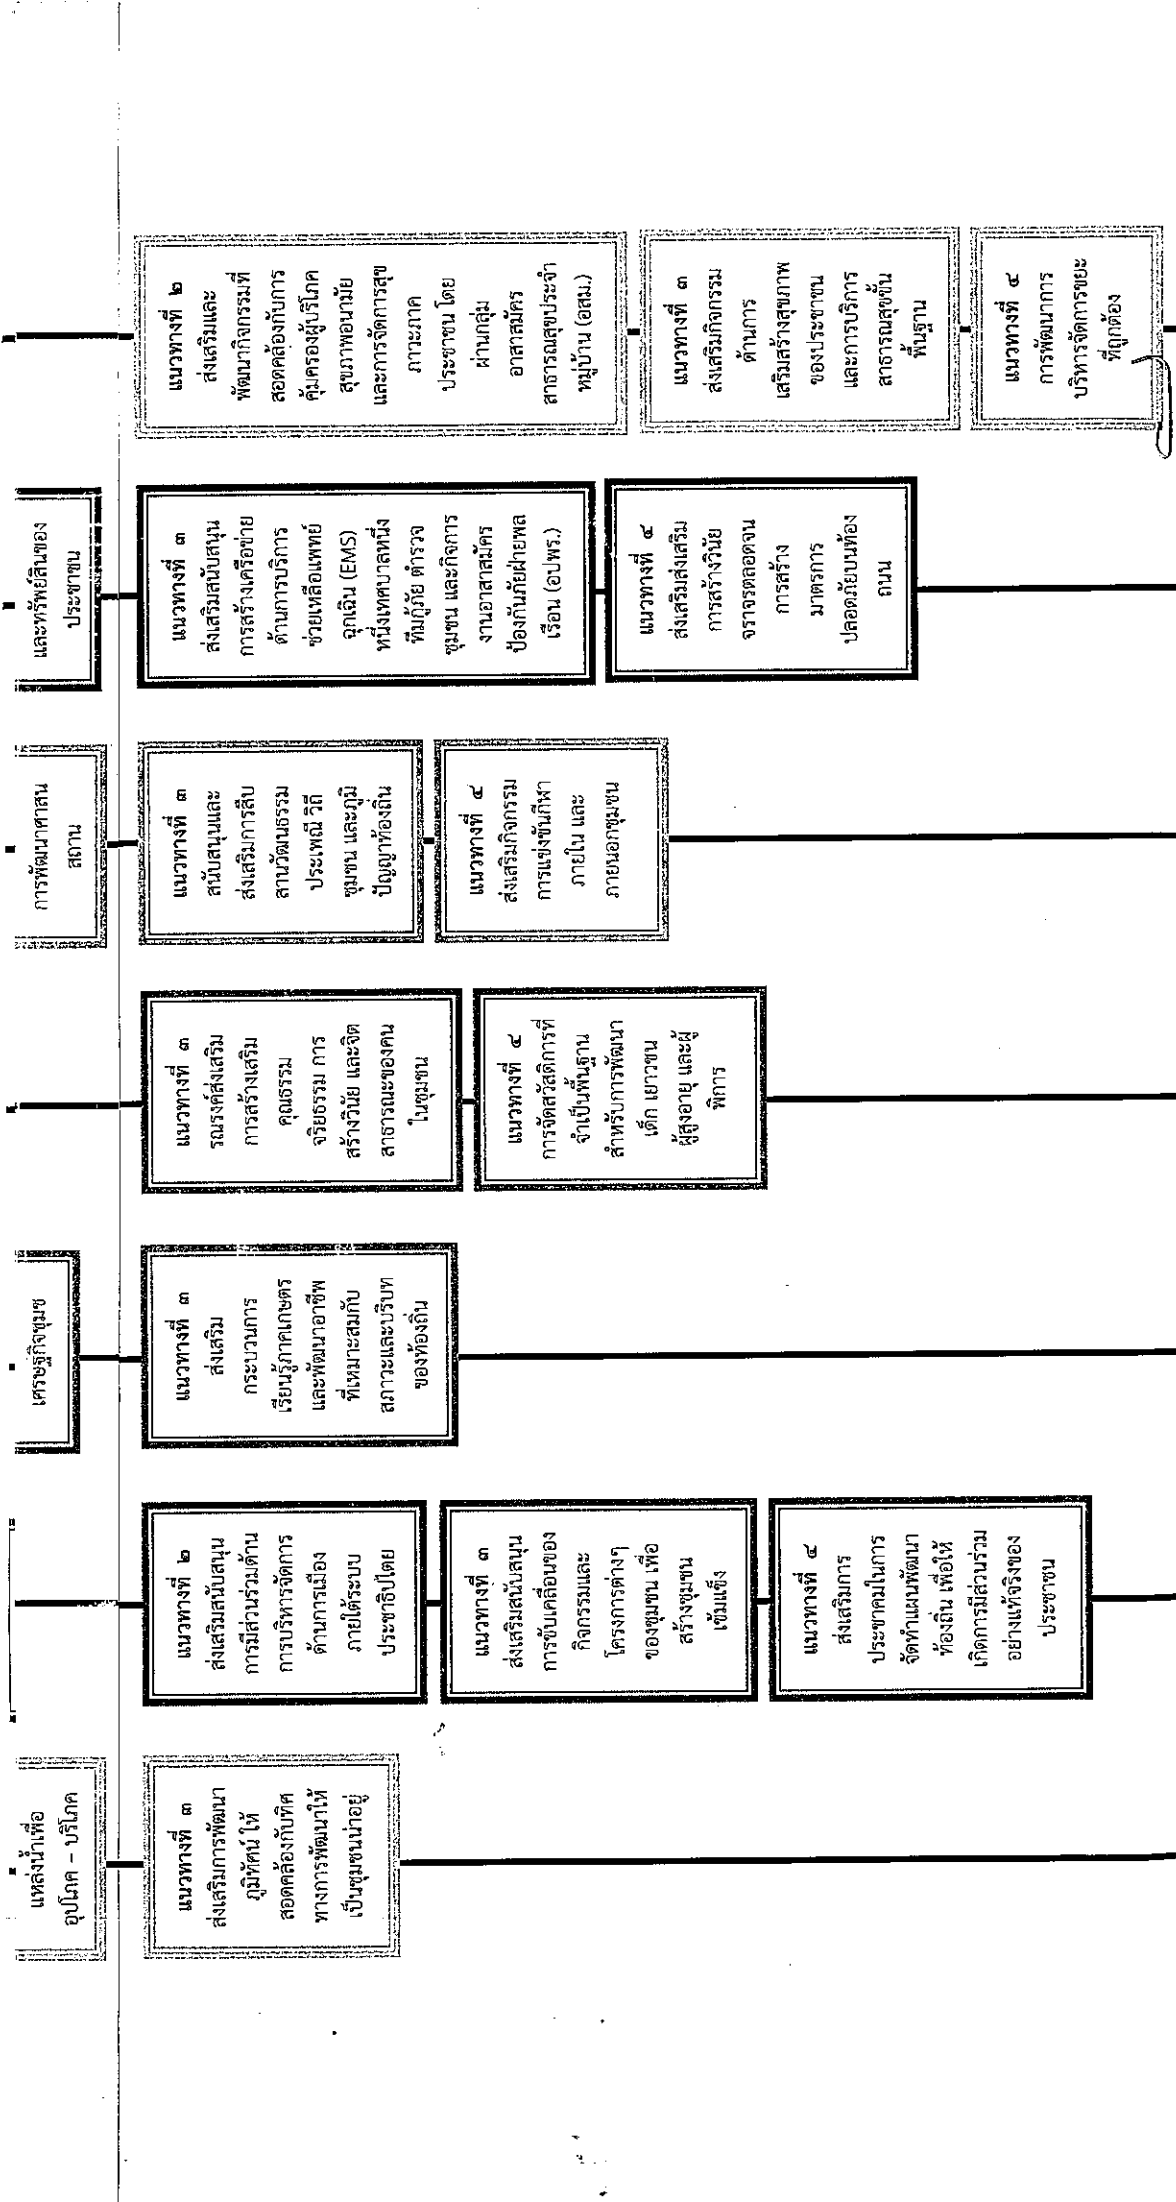 แหล่งน้ำเพื่อ
อุปโภค – บริโภค
แนวทางที่ ๓
ส่งเสริมการพัฒนา
ภูมิทัศน์ ให้
สอดคล้องกับทิศ
ทางการพัฒนาให้
เป็นชุมชนน่าอยู่
แนวทางที่ ๒
ส่งเสริมสนับสนุน
การมีส่วนร่วมด้าน
การบริหารจัดการ
ด้านการเมือง
ภายใต้ระบบ
ประชาธิปไตย
แนวทางที่ ๓
ส่งเสริมสนับสนุน
การขับเคลื่อนของ
กิจกรรมและ
โครงการต่างๆ
ของชุมชน เพื่อ
สร้างชุมชน
เข้มแข็ง
แนวทางที่ ๔
ส่งเสริมการ
ประชาคมในการ
จัดทำแผนพัฒนา
ท้องถิ่น เพื่อให้
เกิดการมีส่วนร่วม
อย่างแท้จริงของ
ประชาชน
เศรษฐกิจชุมช
แนวทางที่ ๓
ส่งเสริม
กระบวนการ
เรียนรู้ภาคเกษตร
และพัฒนาอาชีพ
ที่เหมาะสมกับ
สภาวะและบริบท
ของท้องถิ่น
แนวทางที่ ๓
รณรงค์ส่งเสริม
การสร้างเสริม
คุณธรรม
จริยธรรม การ
สร้างวินัย และจิต
สาธารณะของคน
ในชุมชน
แนวทางที่ ๔
การจัดสวัสดิการที่
จำเป็นพื้นฐาน
สำหรับการพัฒนา
เด็ก เยาวชน
ผู้สูงอายุ และผู้
พิการ
การพัฒนาศาสน
สถาน
แนวทางที่ ๓
สนับสนุนและ
ส่งเสริมการสืบ
สานวัฒนธรรม
ประเพณี วิถี
ชุมชน และภูมิ
ปัญญาท้องถิ่น
แนวทางที่ ๔
ส่งเสริมกิจกรรม
การแข่งขันกีฬา
ภายใน และ
ภายนอกชุมชน
และทรัพย์สินของ
ประชาชน
แนวทางที่ ๓
ส่งเสริมสนับสนุน
การสร้างเครือข่าย
ด้านการบริการ
ช่วยเหลือแพทย์
ฉุกเฉิน (EMS)
หนึ่งเทศบาลหนึ่ง
ทีมกู้ภัย ตำรวจ
ชุมชน และกิจการ
งานอาสาสมัคร
ป้องกันภัยฝ่ายพล
เรือน (อปพร.)
แนวทางที่ ๔
ส่งเสริมส่งเสริม
การสร้างวินัย
จราจรตลอดจน
การสร้าง
มาตรการ
ปลอดภัยบนท้อง
ถนน
แนวทางที่ ๒
ส่งเสริมและ
พัฒนากิจกรรมที่
สอดคล้องกับการ
คุ้มครองผู้บริโภค
สุขภาพอนามัย
และการจัดการสุข
ภาวะภาค
ประชาชน โดย
ผ่านกลุ่ม
อาสาสมัคร
สาธารณสุขประจำ
หมู่บ้าน (อสม.)
แนวทางที่ ๓
ส่งเสริมกิจกรรม
ด้านการ
เสริมสร้างสุขภาพ
ของประชาชน
และการบริการ
สาธารณสุขขั้น
พื้นฐาน
แนวทางที่ ๔
การพัฒนาการ
บริหารจัดการขยะ
ที่ถูกต้อง